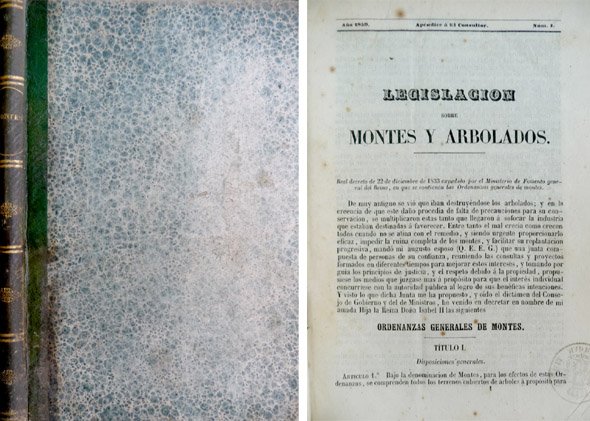 Año 1859.
Apendice á El Consultor.
Núm. 1.
LEGISLACION
SOBRE
MONTES Y ARBOLADOS.
Real decreto de 22 de diciembre de 1833 espedido por el Ministerio de Fomento gene-
ral del Reino, en que se contienen las Ordenanzas generales de montes.
De muy antiguo se vió que iban destruyéndose los arbolados; y en la
creencia de que este daño procedia de falta de precauciones para su con-
servacion, se multiplicaron estas tanto que llegaron á sofocar la industria
que estaban destinadas á favorecer. Entre tanto el mal crecia como crecen
todos cuando no se atina con el remedio, y siendo urgente proporcionarlo
eficaz, impedir la ruina completa de los montes, y facilitar su replantacion
progresiva, mandó mi augusto esposo (Q. E. E. G.) que una junta com-
puesta de personas de su confianza, reuniendo las consultas y proyectos
formados en diferentes tiempos para mejorar estos intereses, y tomando por
guia los principios de justicia, y el respeto debido á la propiedad, propu-
siese las medios que juzgase mas á propósito para que el interés individual
concurriese con la autoridad pública al logro de sus benéficas intenciones.
Y visto lo que dicha Junta me ha propuesto, y oido el dictámen del Conse-
jo de Gobierno y del de Ministros, he venido en decretar en nombre de mi
amada Hija la Reina Doña Isabel II las siguientes
ORDENANZAS GENERALES DE MONTES.
TÍTULO I.
Disposiciones generales.
ARTICULO 1.° Bajo la denominacion de Montes, para los efectos de estas Or-
denanzas, se comprenden todos los terrenos cubiertos de árboles á propósito para
1